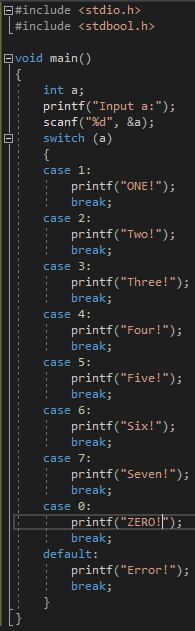 #include <stdio.h>
#include <stdbool.h>
void main()
{
int a;
printf("Input a:");
scanf("%d", &a);
switch (a)
{
case 1:
printf("ONE!");
break;
case 2:
printf("Two!");
break;
case 3:
printf("Three!");
break;
case 4:
printf("Four!");
break;
case 5:
printf("Five!");
break;
case 6:
printf("Six!");
break;
case 7:
printf("Seven!");
break;
case 0:
printf("ZERO!");
break;
default:
printf("Error!");
break;
}
}